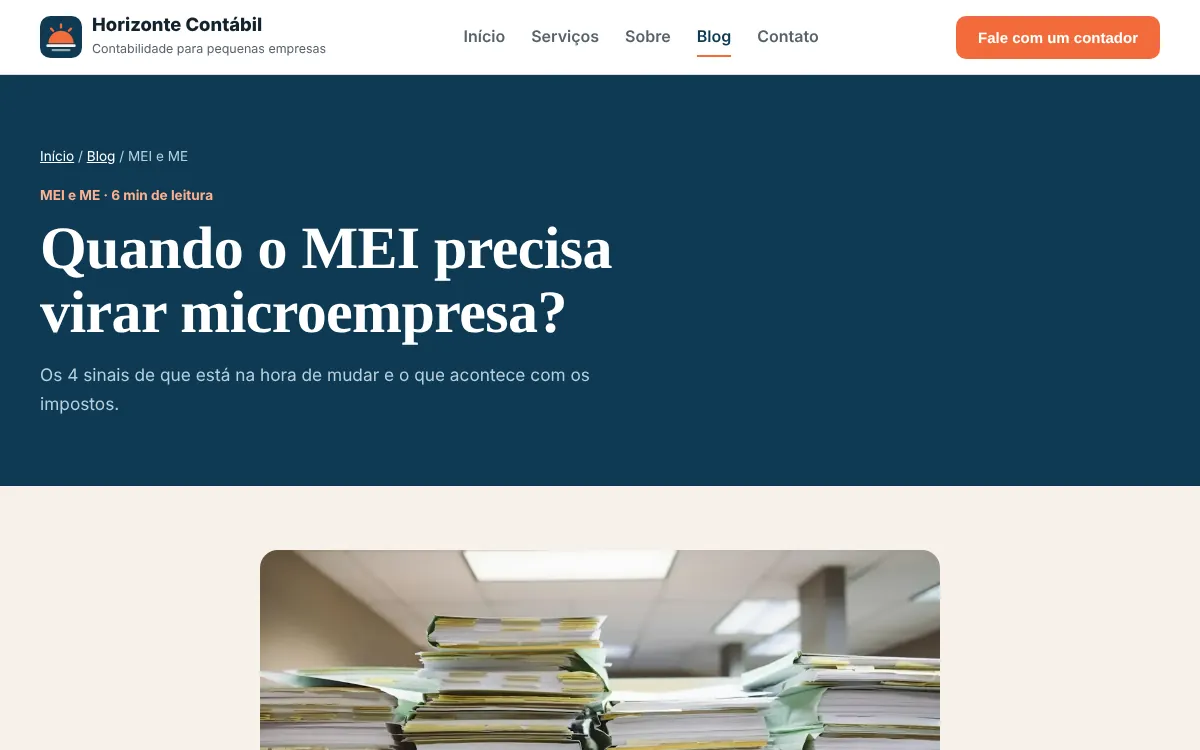 Horizonte Contábil
Contabilidade para pequenas empresas
Início
Serviços
Sobre
Blog
Contato
Fale com um contador
Início / Blog / MEI e ME
MEI e ME · 6 min de leitura
Quando o MEI precisa
virar microempresa?
Os 4 sinais de que está na hora de mudar e o que acontece com os
impostos.